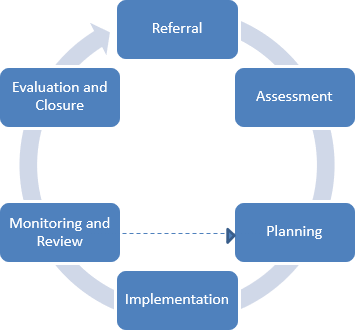 Referral
Assessment
Planning
Implementation
Monitoring and
Review
Evaluation and
Closure